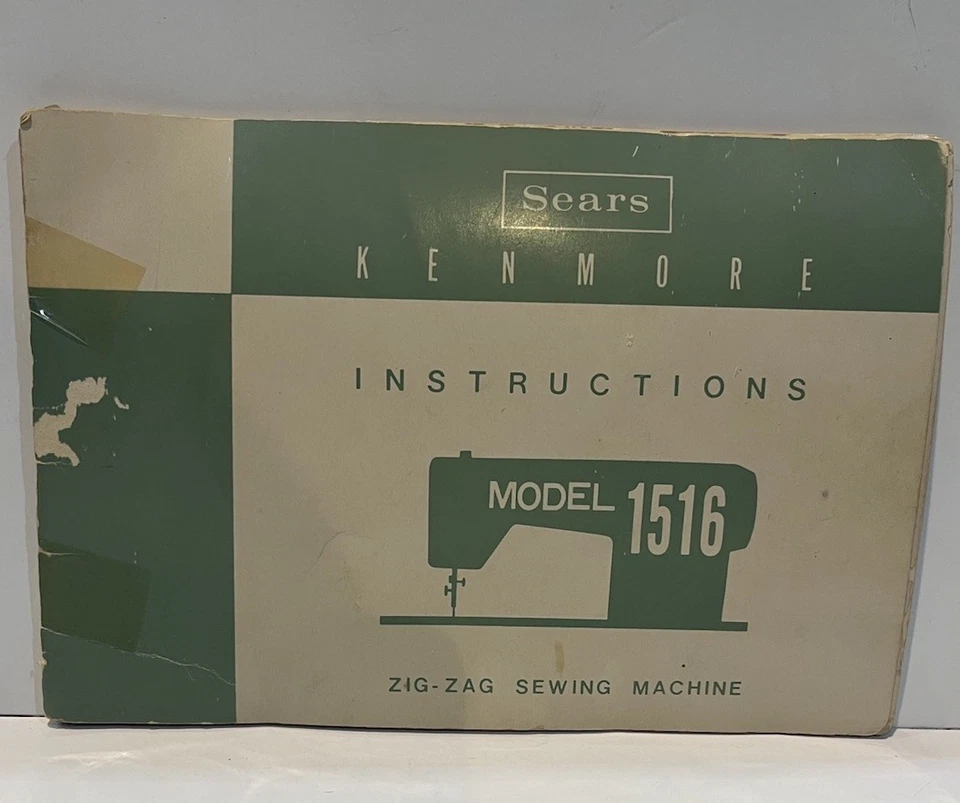 Sears
KENMORE
INSTRUCTIONS
MODEL 1516
ZIG-ZAG SEWING MACHINE